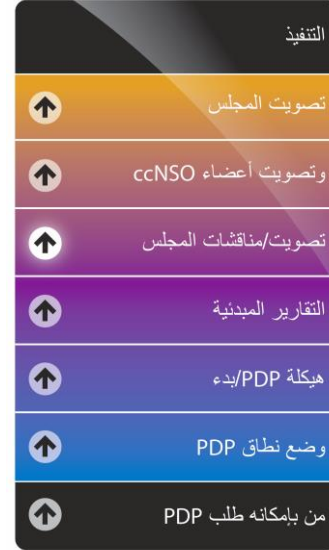 التنفيذ
تصويت المجلس
وتصويت أعضاء ccNSO
تصويت/مناقشات المجلس
التقارير المبدئية
هيكلة PDP/بدء
وضع نطاق PDP
من بإمكانه طلب PDP